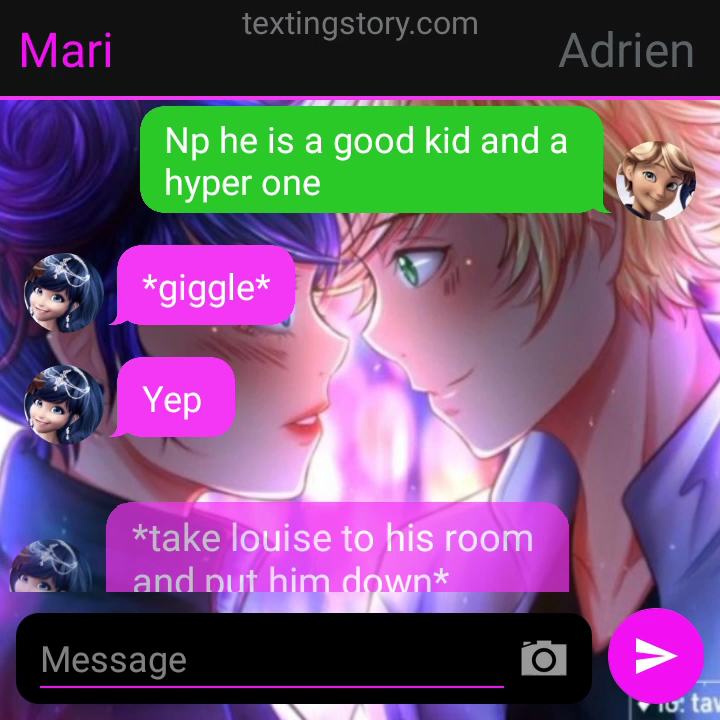 textingstory.com
Mari
Adrien
Np he is a good kid and a
hyper one
*giggle*
Yep
*take louise to his room
and put him down*
Message